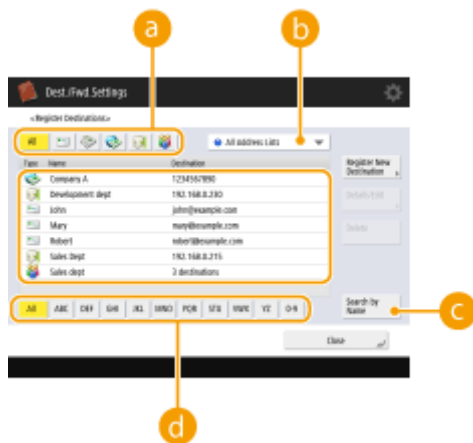 a
b
Dest./Fwd. Settings
<Register Destinations>
All
All Address Lists
Type Name Destination
Register New
Destination
Company A 1234567890
Development dept 192.168.0.230
Details/Edit
John john@example.com
Mary mary@example.com
Delete
Robert robert@example.com
Sales Dept 192.168.0.215
Sales dept 3 destinations
All ABC DEF GHI JKL MNO PQR STU VWX YZ 0-9
Search by
Name
c
Close
d